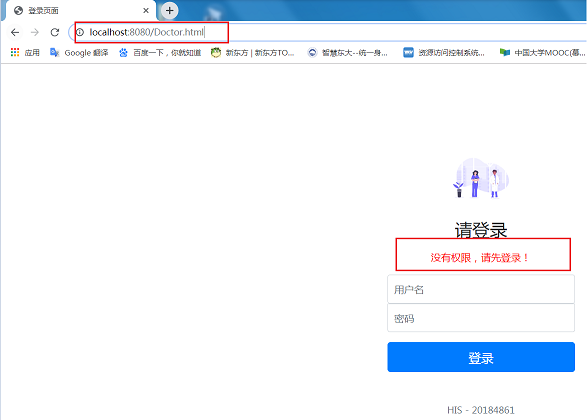 登录页面
localhost:8080/Doctor.html
应用 Google 翻译 百度一下，你就知道 新东方 | 新东方TO... 智慧东大--统一身... 资源访问控制系统... 中国大学MOOC(慕...
请登录
没有权限，请先登录！
用户名
密码
登录
HIS - 20184861